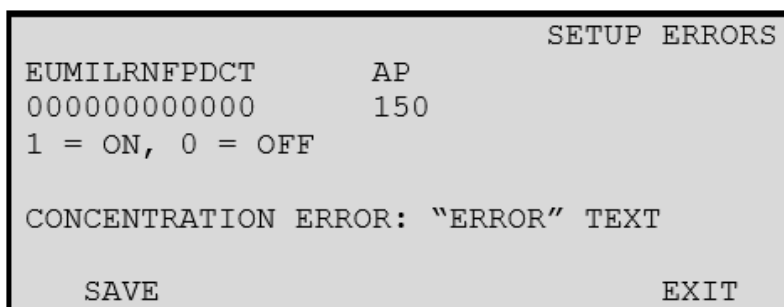 SETUP ERRORS
EUMILRNFPDCT AP
000000000000 150
1 = ON, 0 = OFF
CONCENTRATION ERROR: “ERROR” TEXT
SAVE EXIT